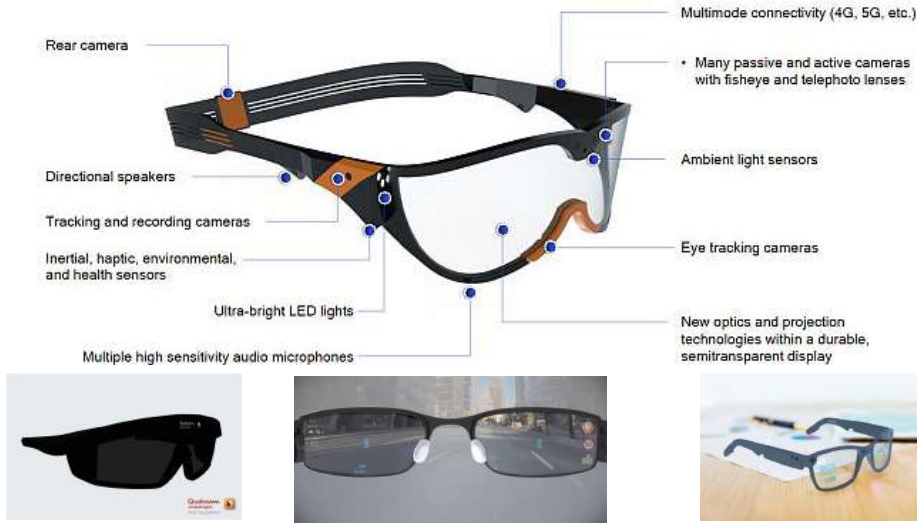 Multimode connectivity (4G, 5G, etc.)
Rear camera
• Many passive and active cameras
with fisheye and telephoto lenses
Ambient light sensors
Directional speakers
Tracking and recording cameras
Eye tracking cameras
Inertial, haptic, environmental,
and health sensors
Ultra-bright LED lights
New optics and projection
technologies within a durable,
semitransparent display
Multiple high sensitivity audio microphones
Qualcomm
snapdragon